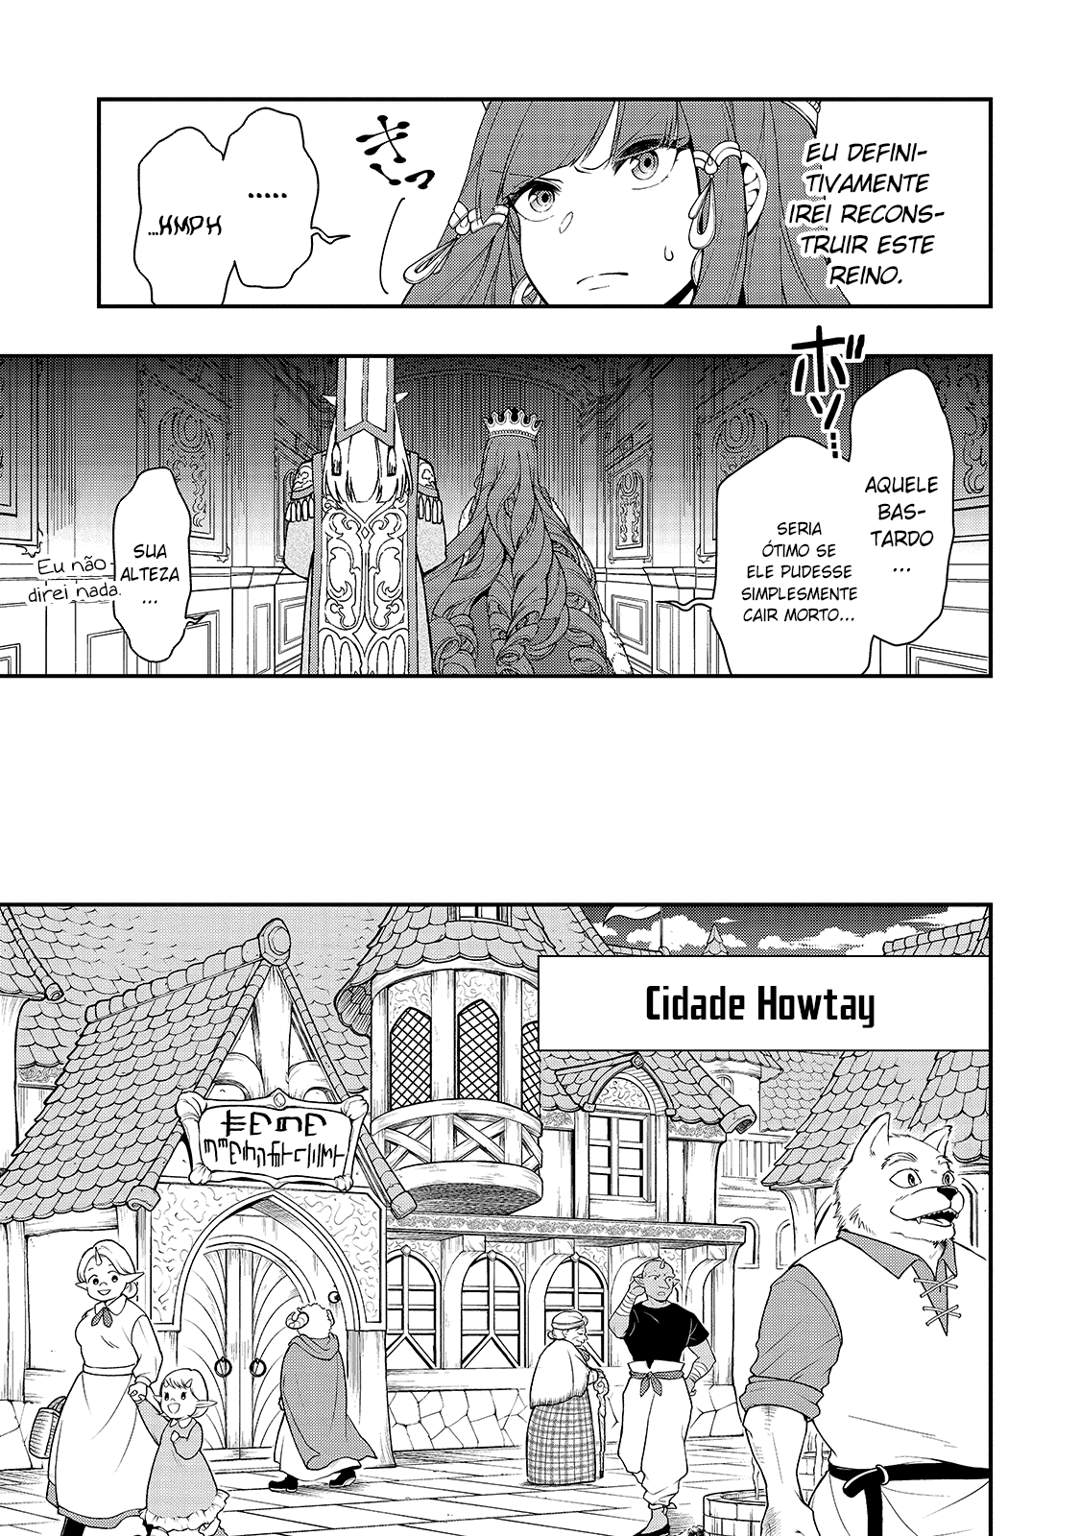 EU DEFINI-
TIVAMENTE
IREI RECONS-
TRUIR ESTE
REINO.
キッ
......
...HMPH
ボソッ…
AQUELE
BAS-
TARDO
...
SERIA
ÓTIMO SE
ELE PUDESSE
SIMPLESMENTE
CAIR MORTO...
SUA
ALTEZA
...
Eu não
direi nada.
Cidade Howtay